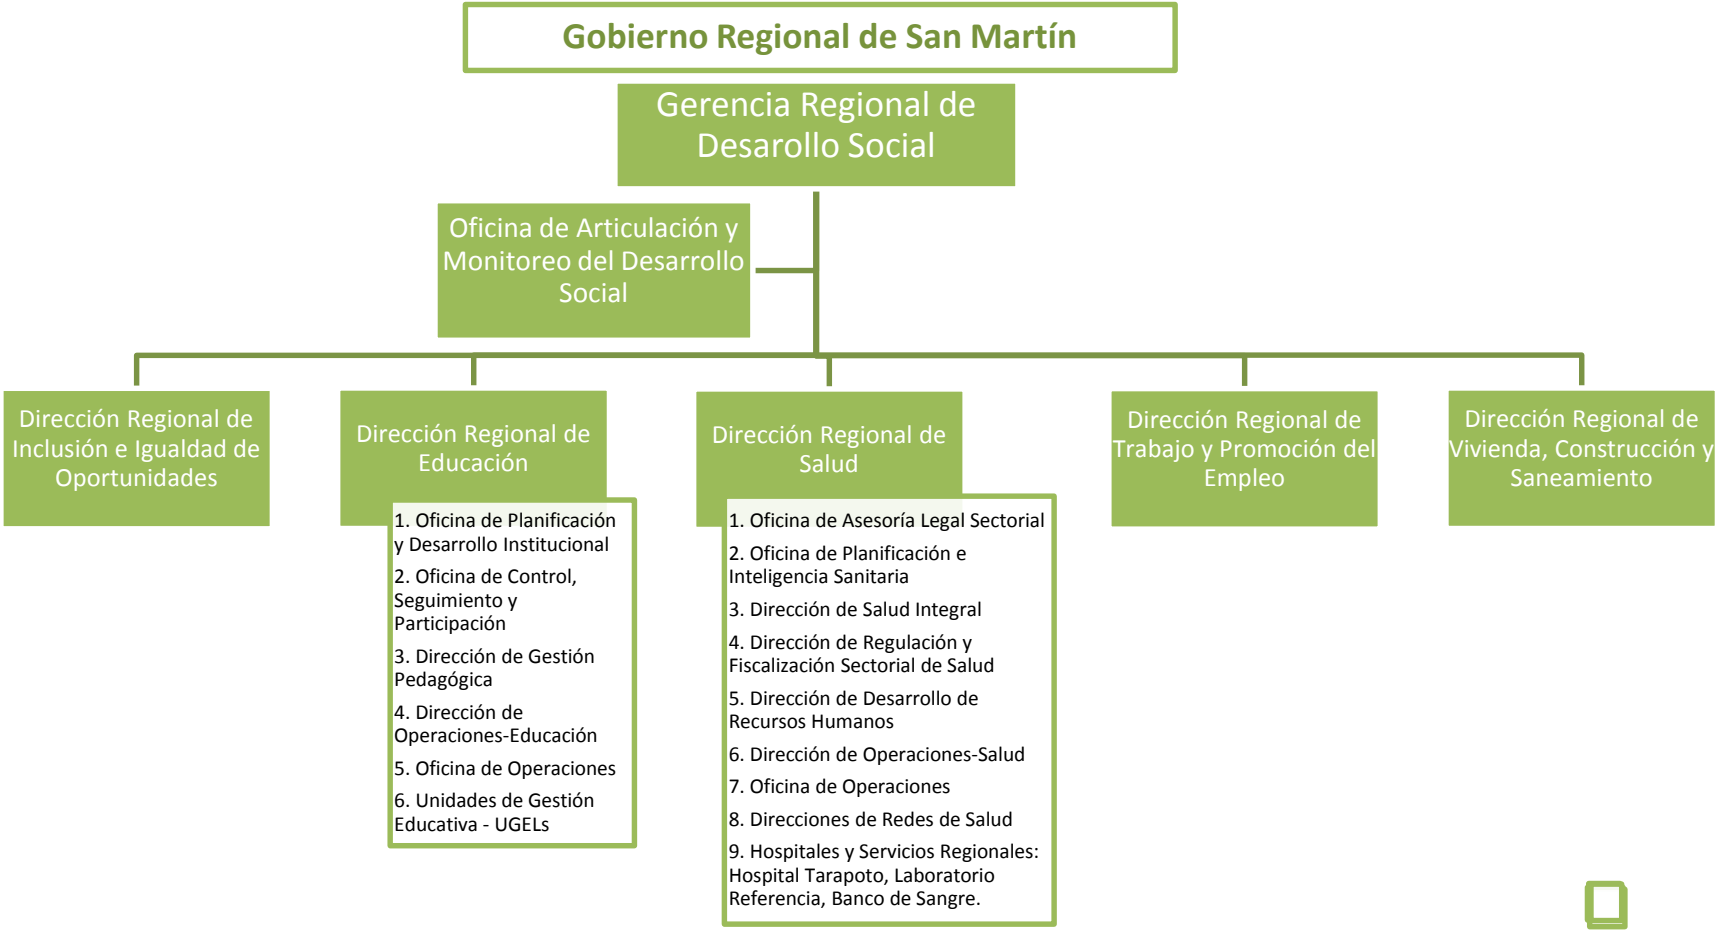 Gobierno Regional de San Martín
Gerencia Regional de
Desarollo Social
Oficina de Articulación y
Monitoreo del Desarrollo
Social
Dirección Regional de
Inclusión e Igualdad de
Oportunidades
Dirección Regional de
Educación
1. Oficina de Planificación
y Desarrollo Institucional
2. Oficina de Control,
Seguimiento y
Participación
3. Dirección de Gestión
Pedagógica
4. Dirección de
Operaciones-Educación
5. Oficina de Operaciones
6. Unidades de Gestión
Educativa - UGELs
Dirección Regional de
Salud
1. Oficina de Asesoría Legal Sectorial
2. Oficina de Planificación e
Inteligencia Sanitaria
3. Dirección de Salud Integral
4. Dirección de Regulación y
Fiscalización Sectorial de Salud
5. Dirección de Desarrollo de
Recursos Humanos
6. Dirección de Operaciones-Salud
7. Oficina de Operaciones
8. Direcciones de Redes de Salud
9. Hospitales y Servicios Regionales:
Hospital Tarapoto, Laboratorio
Referencia, Banco de Sangre.
Dirección Regional de
Trabajo y Promoción del
Empleo
Dirección Regional de
Vivienda, Construcción y
Saneamiento